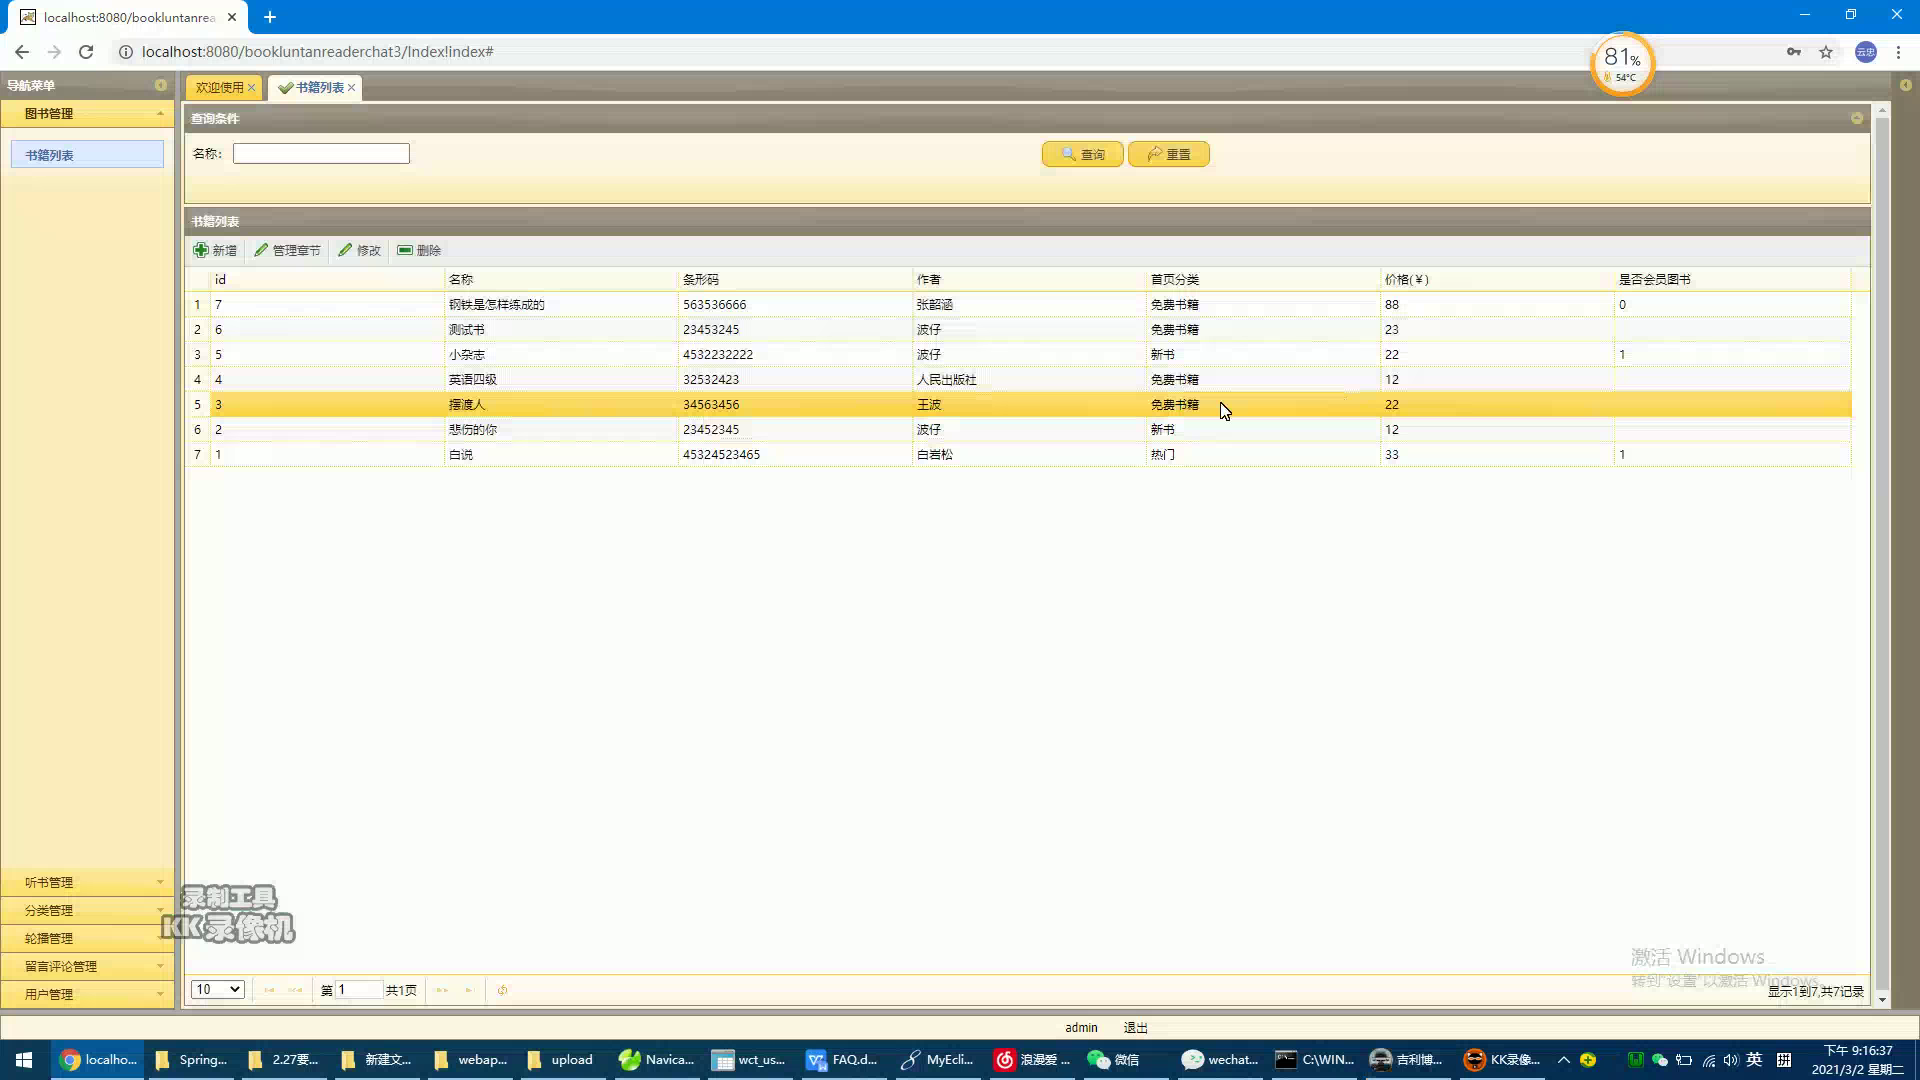 localhost:8080/bookluntanrea
localhost:8080/bookluntanreaderchat3/Index!index#
云忠
81%
54°C
导航菜单
图书管理
书籍列表
听书管理
分类管理
轮播管理
留言评论管理
用户管理
欢迎使用
书籍列表
查询条件
名称:
查询
重置
书籍列表
新增
管理章节
修改
删除
id 名称 条形码 作者 首页分类 价格(¥) 是否会员图书
1 7 钢铁是怎样练成的 563536666 张韶涵 免费书籍 88 0
2 6 测试书 23453245 波仔 免费书籍 23
3 5 小杂志 4532232222 波仔 新书 22 1
4 4 英语四级 32532423 人民出版社 免费书籍 12
5 3 摆渡人 34563456 王波 免费书籍 22
6 2 悲伤的你 23452345 波仔 新书 12
7 1 白说 45324523465 白岩松 热门 33 1
录制工具
KK录像机
激活 Windows
转到"设置"以激活 Windows。
10 第 1 共1页
显示1到7,共7记录
admin 退出
localho...
Spring...
2.27要...
新建文...
webap...
upload
Navica...
wct_us...
FAQ.d...
MyEcli...
浪漫爱 ...
微信
wechat...
C:\WIN...
吉利博...
KK录像...
英
拼
下午 9:16:37
2021/3/2 星期二